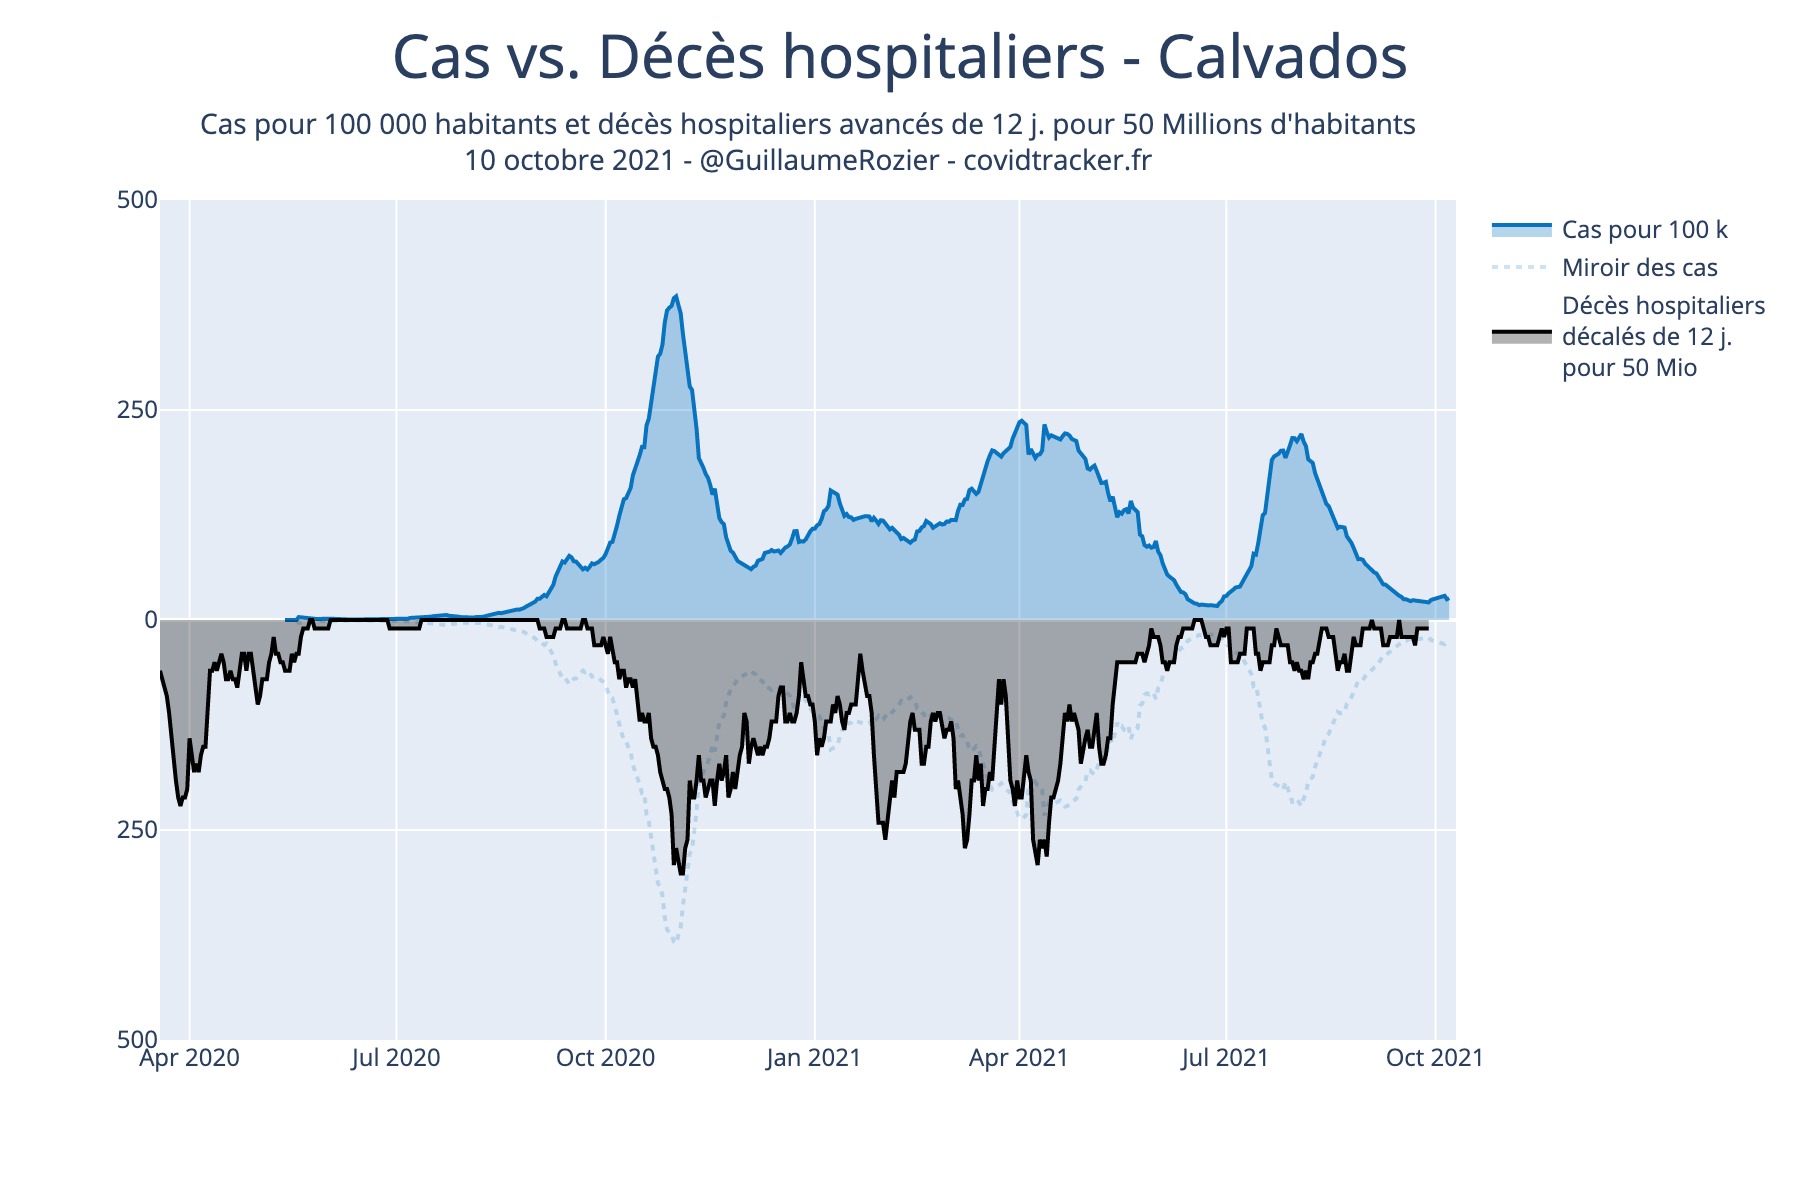 Cas vs. Décès hospitaliers - Calvados
Cas pour 100 000 habitants et décès hospitaliers avancés de 12 j. pour 50 Millions d'habitants
10 octobre 2021 - @GuillaumeRozier - covidtracker.fr
500
250
0
250
500
Apr 2020
Jul 2020
Oct 2020
Jan 2021
Apr 2021
Jul 2021
Oct 2021
Cas pour 100 k
Miroir des cas
Décès hospitaliers
décalés de 12 j.
pour 50 Mio